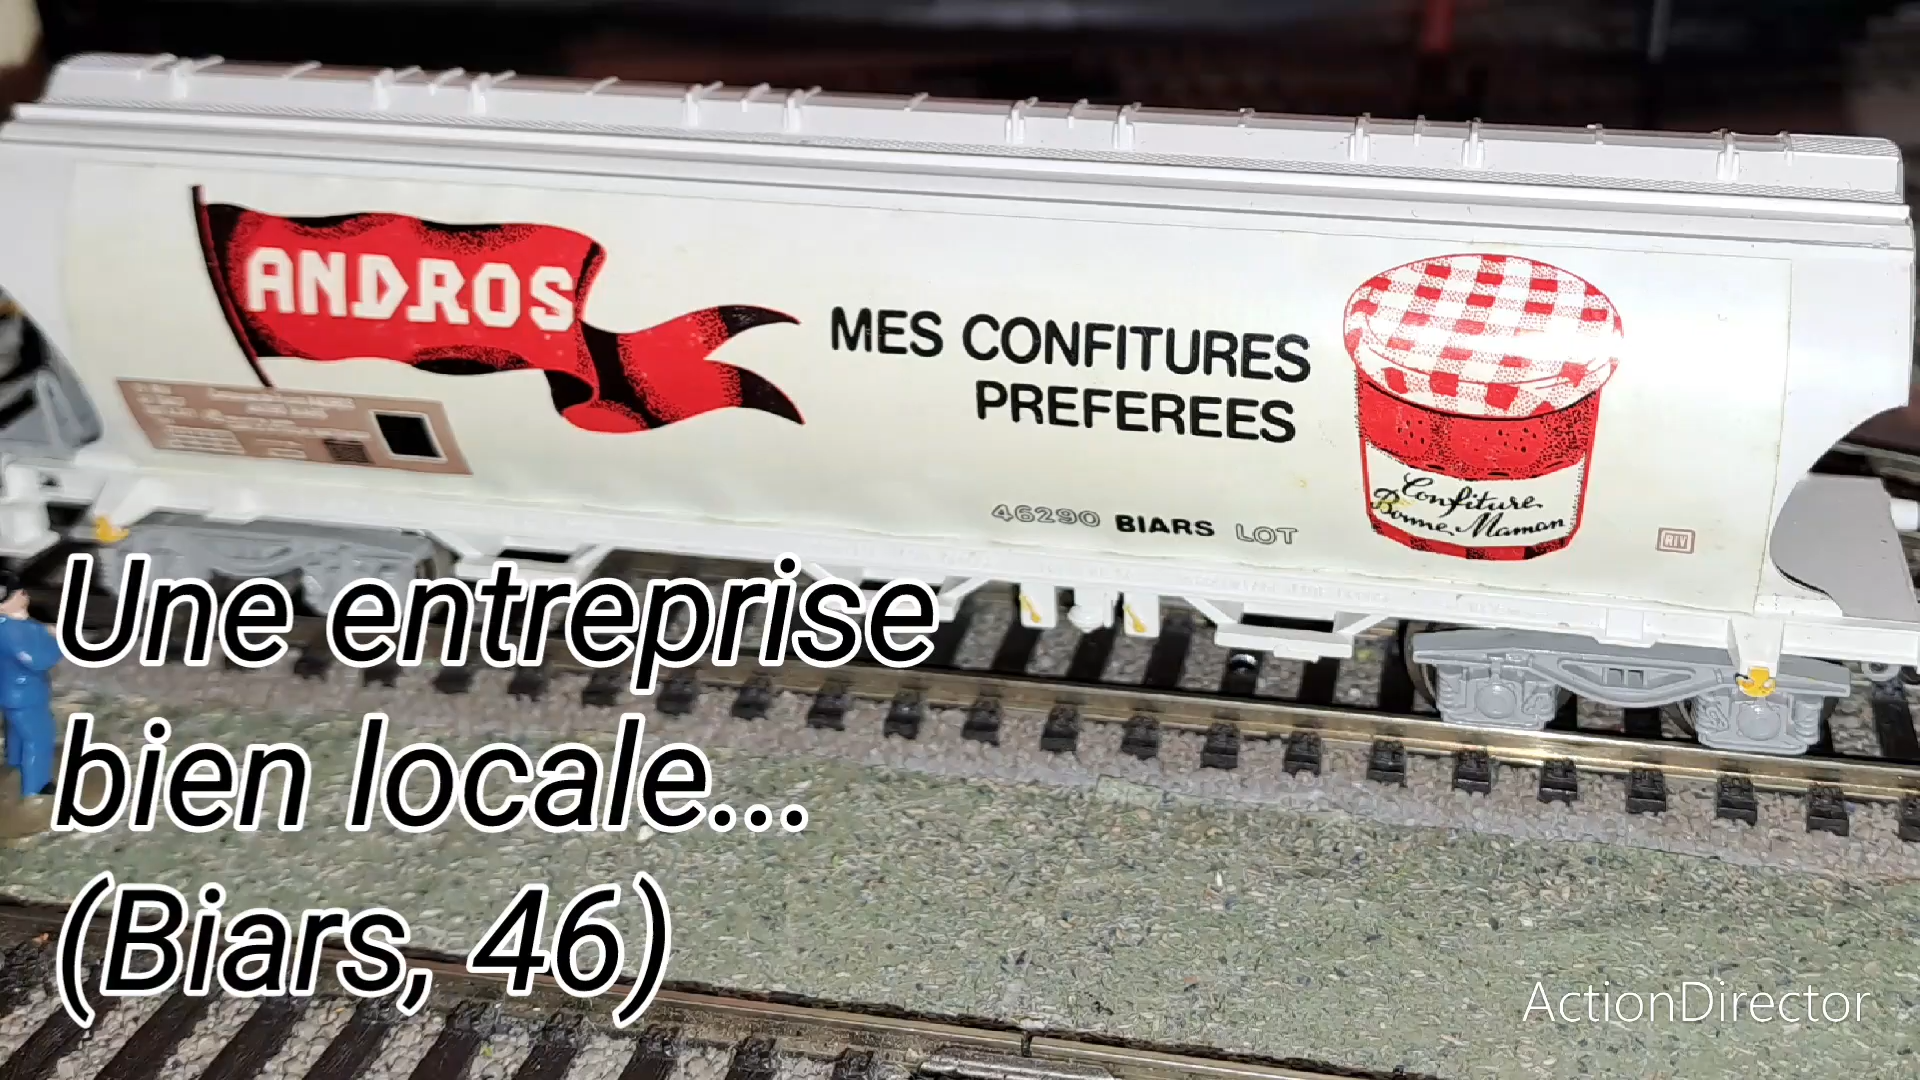 ANDROS
MES CONFITURES
PREFEREES
46290 BIARS LOT
Confiture
Bonne Maman
RIV
Une entreprise
bien locale...
(Biars, 46)
ActionDirector